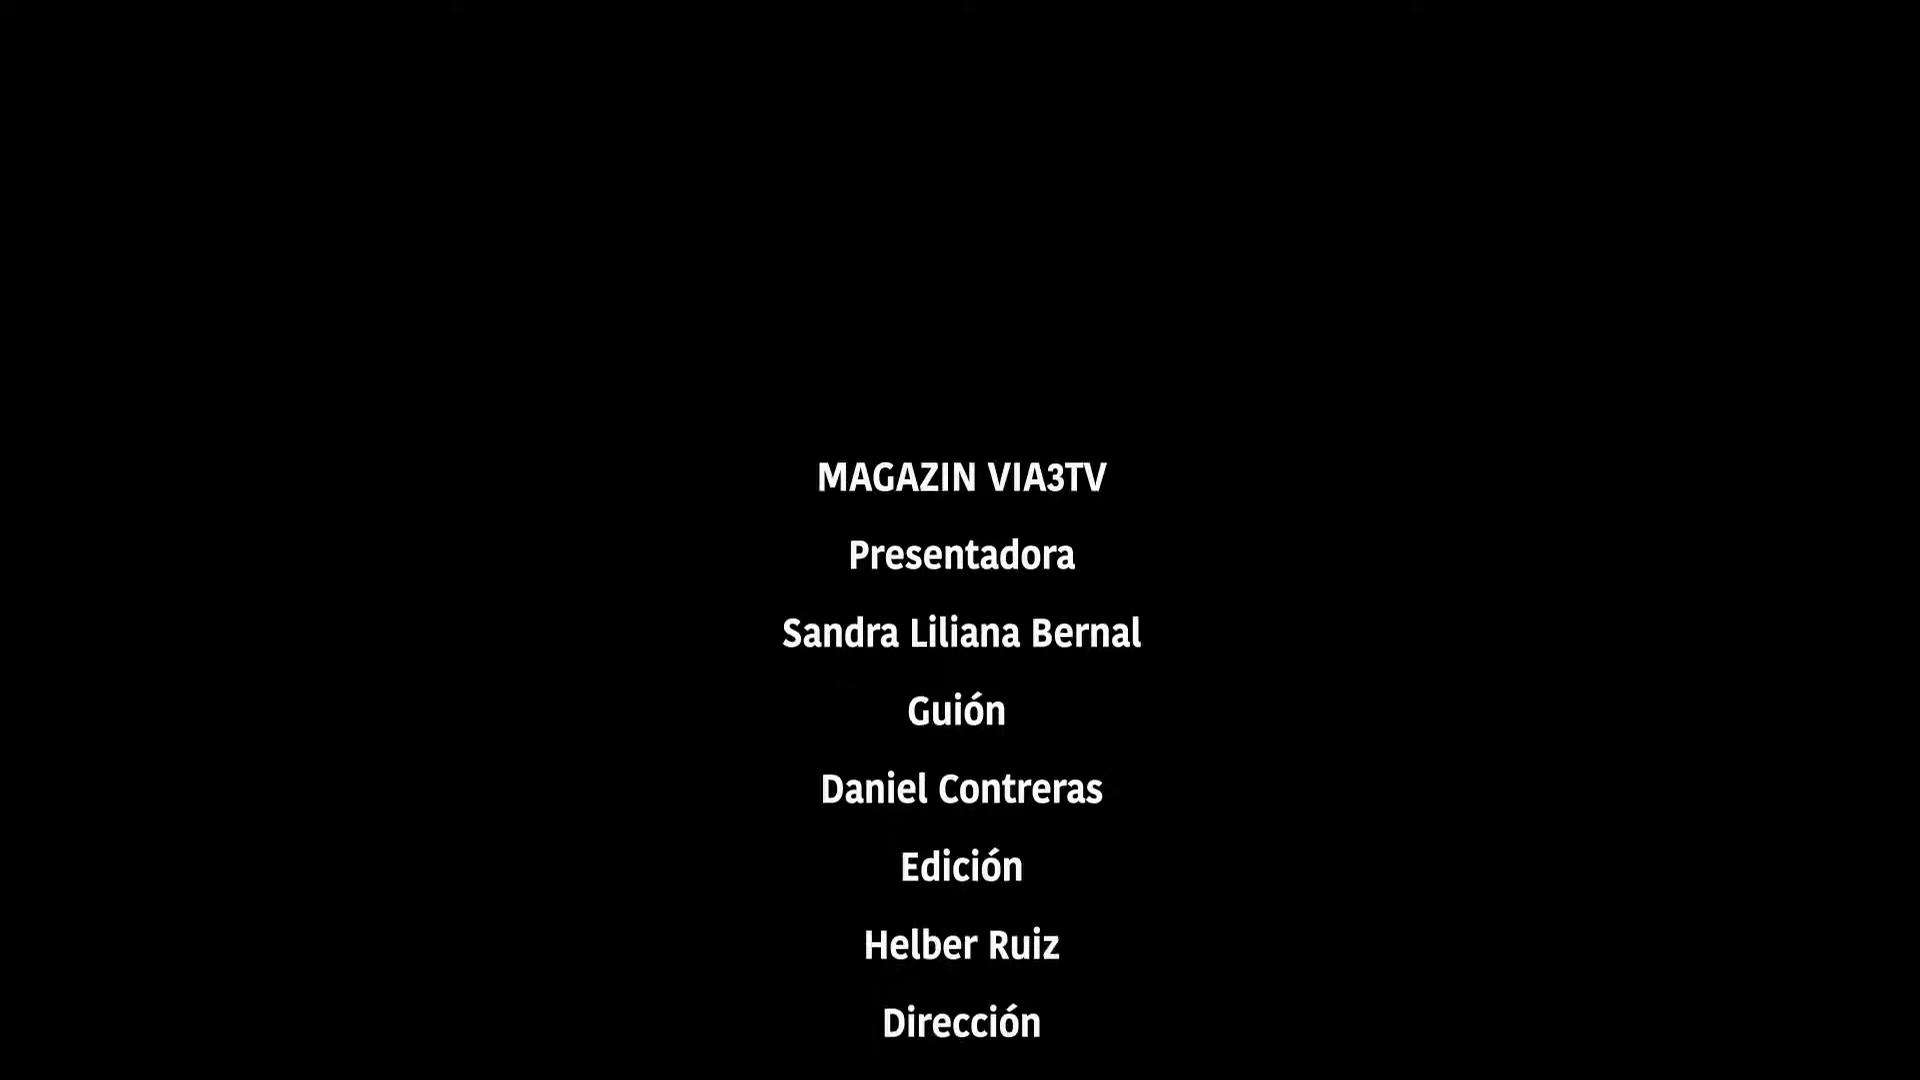 MAGAZIN VIA3TV
Presentadora
Sandra Liliana Bernal
Guión
Daniel Contreras
Edición
Helber Ruiz
Dirección